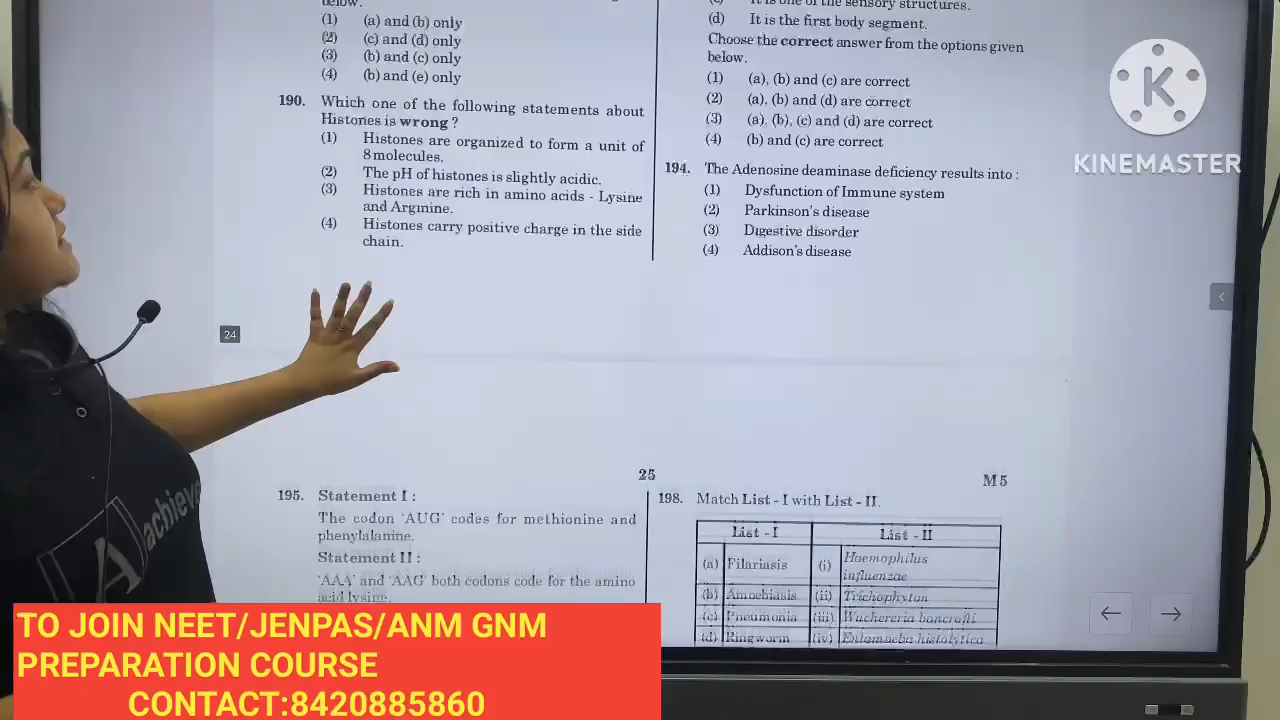 below.
(1) (a) and (b) only
(2) (c) and (d) only
(3) (b) and (c) only
(4) (b) and (e) only
190. Which one of the following statements about
Histones is wrong ?
(1) Histones are organized to form a unit of
8 molecules.
(2) The pH of histones is slightly acidic.
(3) Histones are rich in amino acids - Lysine
and Arginine.
(4) Histones carry positive charge in the side
chain.
24
It is one of the sensory structures.
(d) It is the first body segment.
Choose the correct answer from the options given
below.
(1) (a), (b) and (c) are correct
(2) (a), (b) and (d) are correct
(3) (a), (b), (c) and (d) are correct
(4) (b) and (c) are correct
194. The Adenosine deaminase deficiency results into :
(1) Dysfunction of Immune system
(2) Parkinson's disease
(3) Digestive disorder
(4) Addison's disease
K
KINEMASTER
25
M5
195. Statement I :
The codon 'AUG' codes for methionine and
phenylalanine.
Statement II :
'AAA' and 'AAG' both codons code for the amino
acid lysine.
198. Match List - I with List - II.
List - I List - II
(a) Filariasis (i) Haemophilus
influenzae
(b) Amoebiasis (ii) Trichophyton
(c) Pneumonia (iii) Wuchereria bancrofti
(d) Ringworm (iv) Entamoeba histolytica
A
achieve
TO JOIN NEET/JENPAS/ANM GNM
PREPARATION COURSE
CONTACT:8420885860